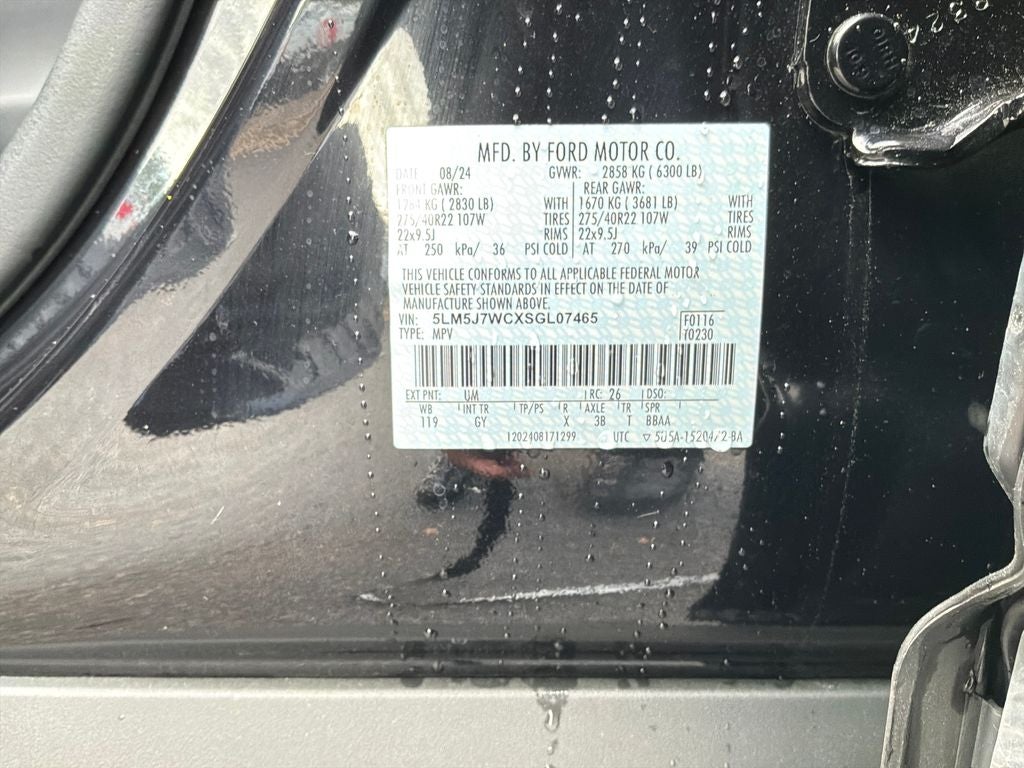 MFD. BY FORD MOTOR CO.
DATE 08/24 GVWR: 2858 KG ( 6300 LB)
FRONT GAWR: REAR GAWR:
1284 KG ( 2830 LB) WITH 1670 KG ( 3681 LB) WITH
275/40R22 107W TIRES 275/40R22 107W TIRES
22x9.5J RIMS 22x9.5J RIMS
AT 250 kPa/ 36 PSI COLD AT 270 kPa/ 39 PSI COLD
THIS VEHICLE CONFORMS TO ALL APPLICABLE FEDERAL MOTOR
VEHICLE SAFETY STANDARDS IN EFFECT ON THE DATE OF
MANUFACTURE SHOWN ABOVE.
VIN: 5LM5J7WCXSGL07465 F0116
TYPE: MPV T0230
EXT PNT: UM RC: 26 DSO:
WB INT TR TP/PS R AXLE TR SPR
119 GY X 3B T BBAA
1202408171299 UTC